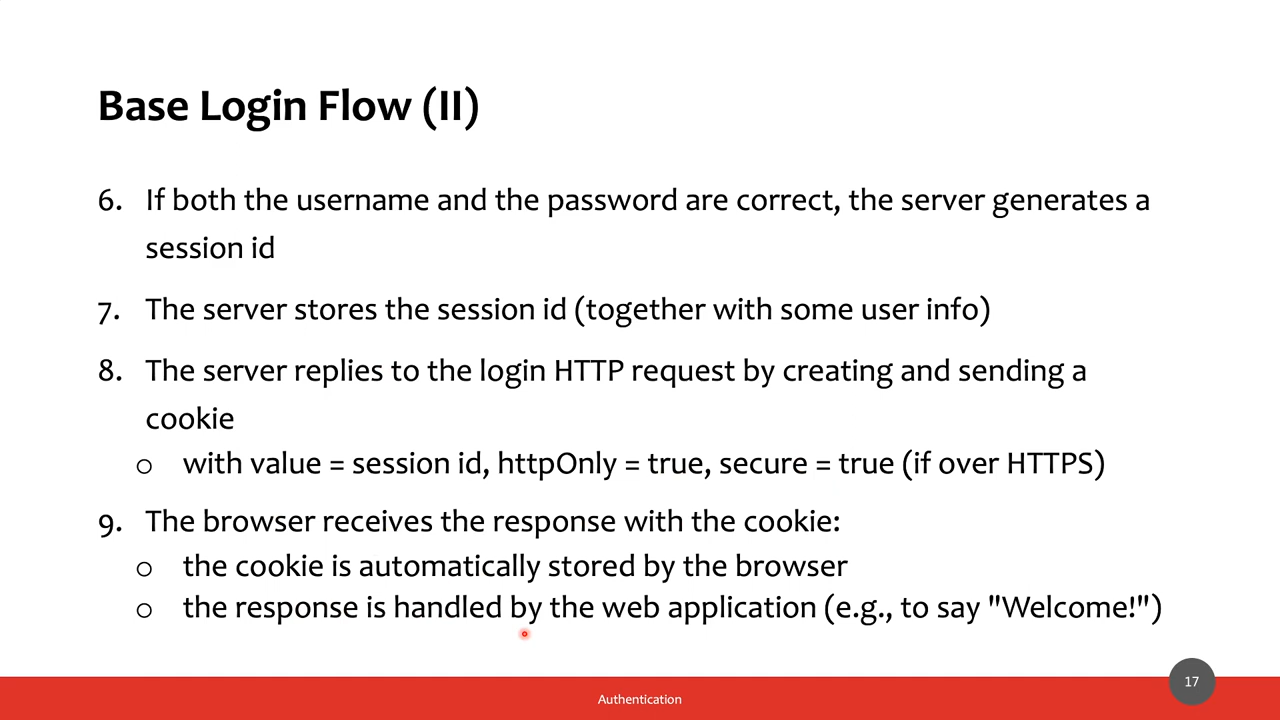 Base Login Flow (II)
6. If both the username and the password are correct, the server generates a
session id
7. The server stores the session id (together with some user info)
8. The server replies to the login HTTP request by creating and sending a
cookie
o with value = session id, httpOnly = true, secure = true (if over HTTPS)
9. The browser receives the response with the cookie:
o the cookie is automatically stored by the browser
o the response is handled by the web application (e.g., to say "Welcome!")
17
Authentication